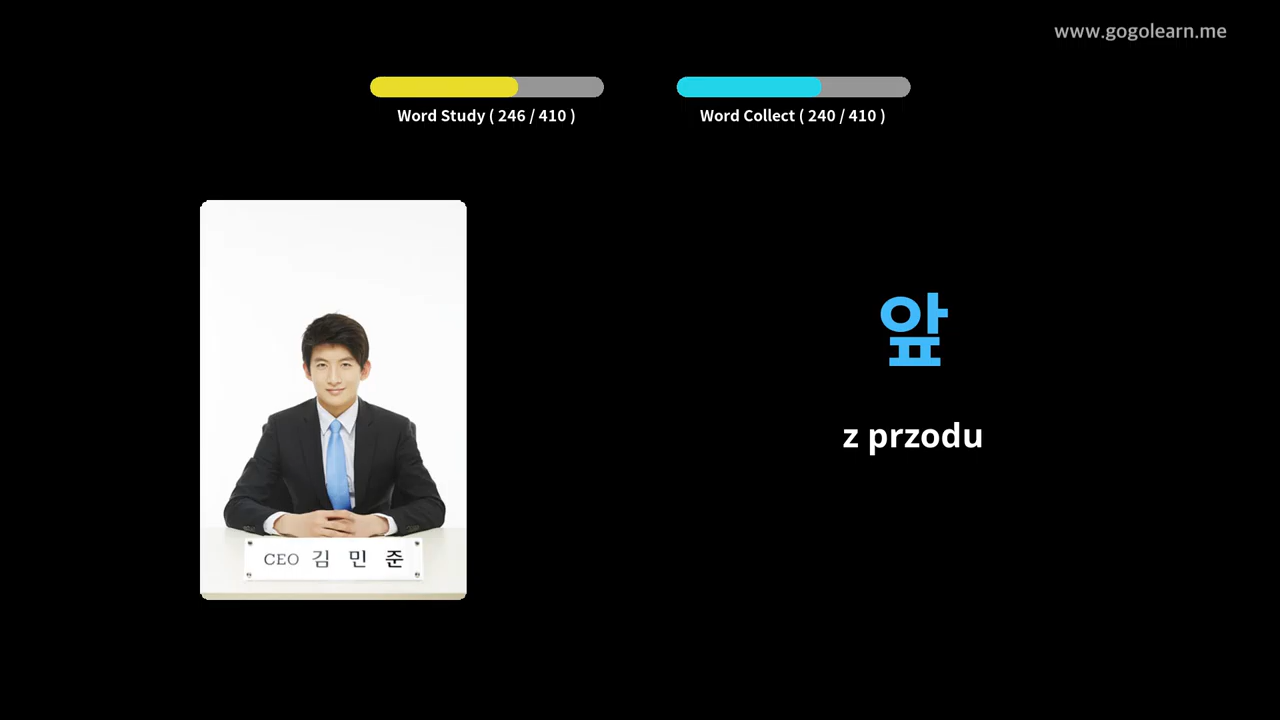 www.gogolearn.me
Word Study ( 246 / 410 )
Word Collect ( 240 / 410 )
앞
z przodu
CEO 김 민 준